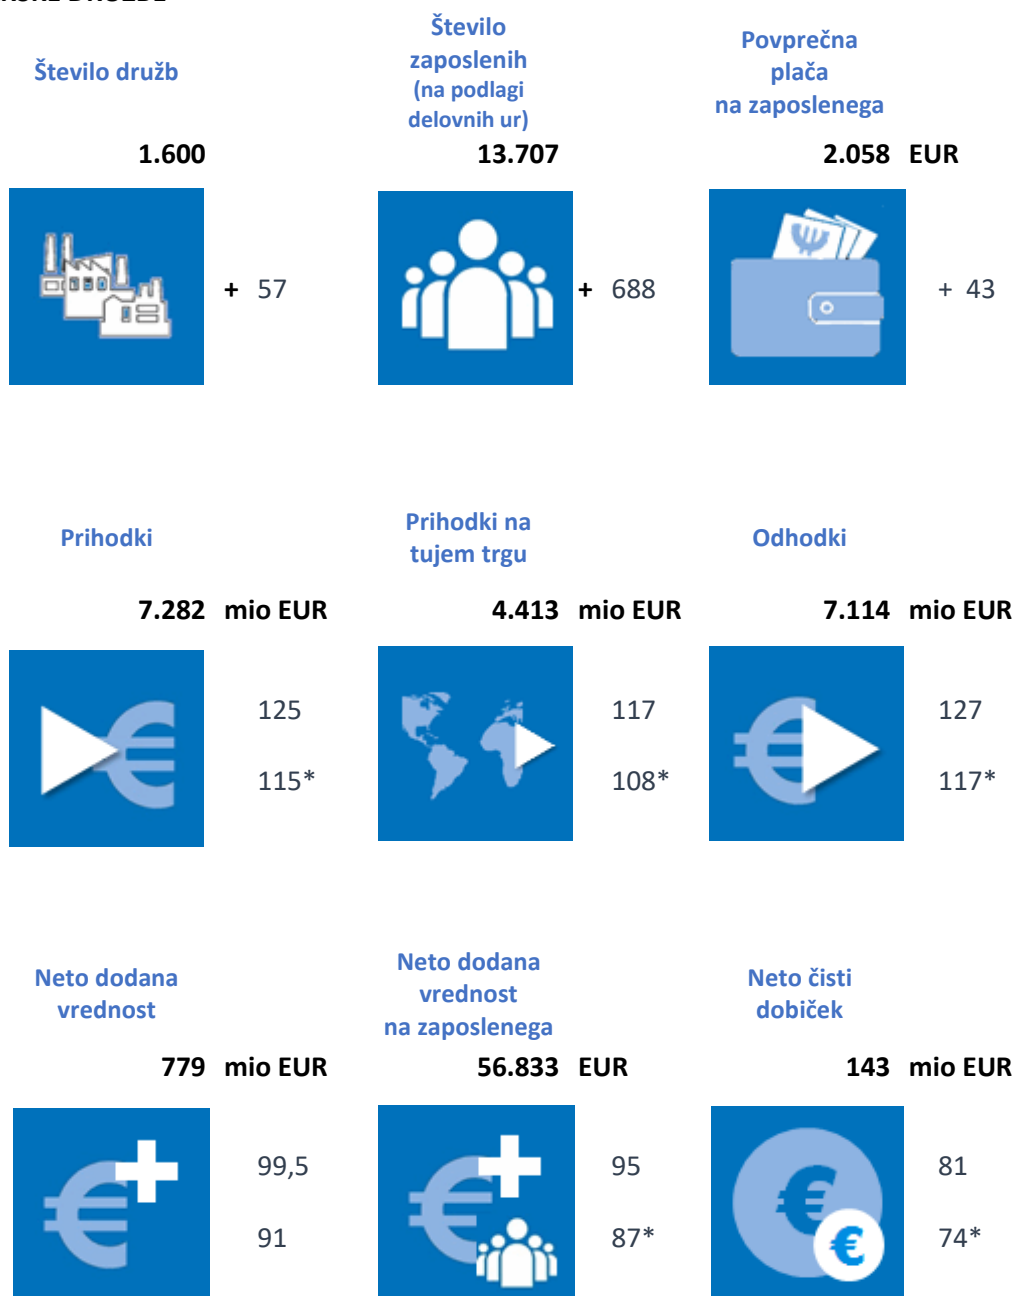 Število družb
Število
zaposlenih
(na podlagi
delovnih ur)
Povprečna
plača
na zaposlenega
1.600
13.707
2.058 EUR
+ 57
+ 688
+ 43
Prihodki
Prihodki na
tujem trgu
Odhodki
7.282 mio EUR
4.413 mio EUR
7.114 mio EUR
125
117
127
115*
108*
117*
Neto dodana
vrednost
Neto dodana
vrednost
na zaposlenega
Neto čisti
dobiček
779 mio EUR
56.833 EUR
143 mio EUR
99,5
95
81
91
87*
74*